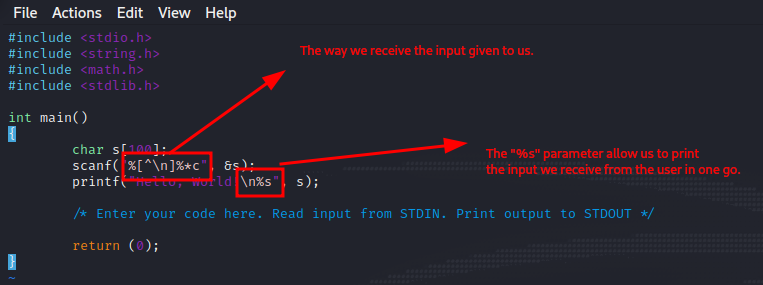 File Actions Edit View Help
#include <stdio.h>
#include <string.h>
#include <math.h>
#include <stdlib.h>
The way we receive the input given to us.
int main()
{
char s[100];
scanf("%[^\n]%*c", &s);
printf("Hello, World \n%s", s);
The "%s" parameter allow us to print
the input we receive from the user in one go.
/* Enter your code here. Read input from STDIN. Print output to STDOUT */
return (0);
}
~